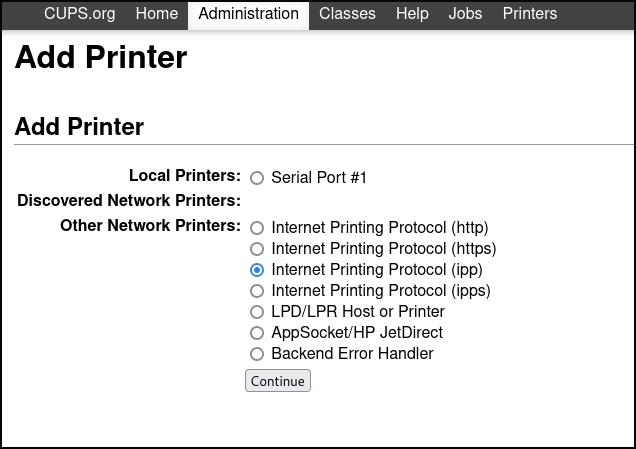 CUPS.org Home Administration Classes Help Jobs Printers
Add Printer
Add Printer
Local Printers: Serial Port #1
Discovered Network Printers:
Other Network Printers: Internet Printing Protocol (http)
Internet Printing Protocol (https)
Internet Printing Protocol (ipp)
Internet Printing Protocol (ipps)
LPD/LPR Host or Printer
AppSocket/HP JetDirect
Backend Error Handler
Continue